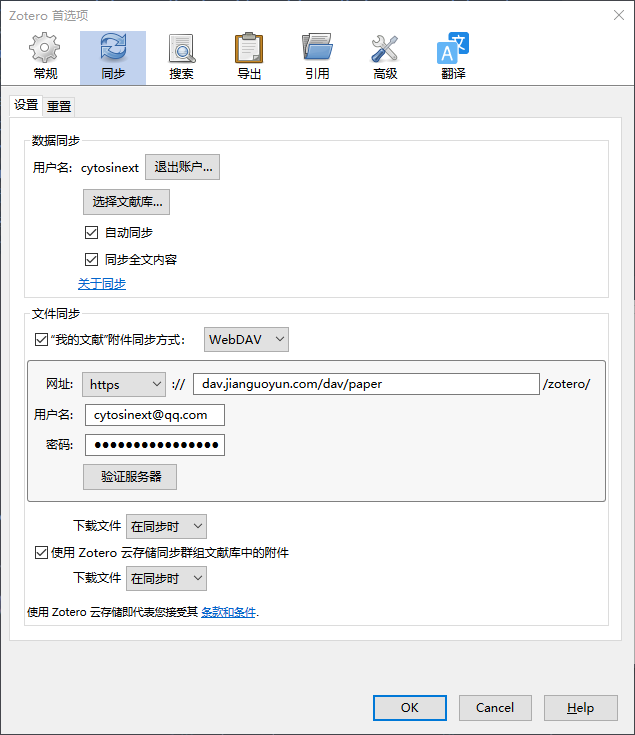 Zotero 首选项
常规 同步 搜索 导出 引用 高级 翻译
设置 重置
数据同步
用户名: cytosinext 退出账户...
选择文献库...
自动同步
同步全文内容
关于同步
文件同步
“我的文献”附件同步方式: WebDAV
网址: https :// dav.jianguoyun.com/dav/paper /zotero/
用户名: cytosinext@qq.com
密码: ●●●●●●●●●●●●●●●●
验证服务器
下载文件 在同步时
使用 Zotero 云存储同步群组文献库中的附件
下载文件 在同步时
使用 Zotero 云存储即代表您接受其 条款和条件.
OK Cancel Help